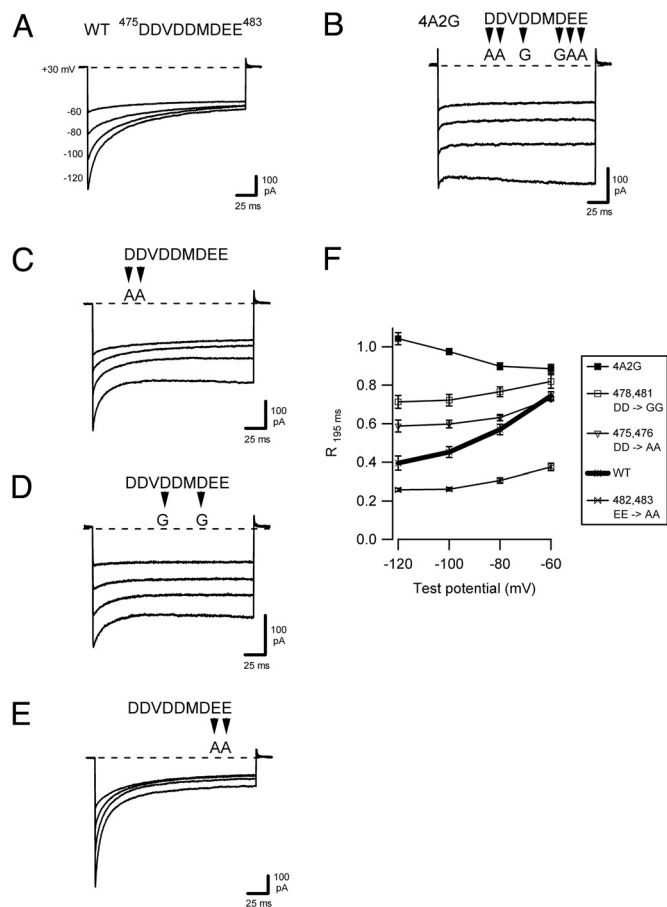 A
WT 475DDVDDMDEE483
+30 mV
-60
-80
-100
-120
100
pA
25 ms
B
4A2G DDVDDMDEE
AA G GAA
100
pA
25 ms
C
DDVDDMDEE
AA
100
pA
25 ms
D
DDVDDMDEE
G G
100
pA
25 ms
E
DDVDDMDEE
AA
100
pA
25 ms
F
R 195 ms
1.0
0.8
0.6
0.4
0.2
0.0
-120 -100 -80 -60
Test potential (mV)
4A2G
478,481
DD -> GG
475,476
DD -> AA
WT
482,483
EE -> AA